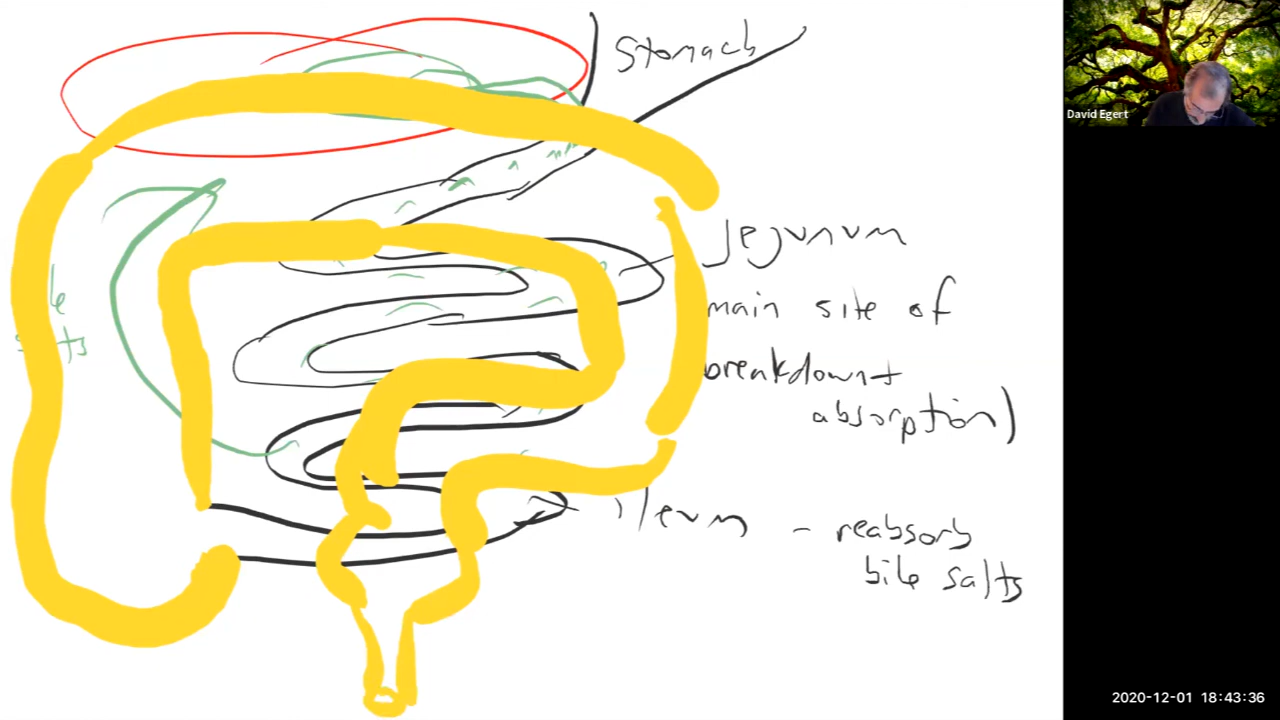 Stomach
David Egert
Jejunum
main site of
breakdown +
absorption)
Ileum - reabsorb
bile salts
2020-12-01 18:43:36